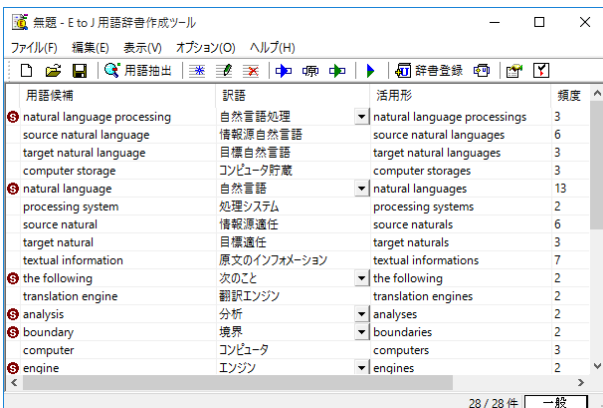 無題 - E to J 用語辞書作成ツール
ファイル(F) 編集(E) 表示(V) オプション(O) ヘルプ(H)
用語抽出 辞書登録
用語候補 訳語 活用形 頻度
S natural language processing 自然言語処理 natural language processings 3
source natural language 情報源自然言語 source natural languages 6
target natural language 目標自然言語 target natural languages 3
computer storage コンピュータ貯蔵 computer storages 3
S natural language 自然言語 natural languages 13
processing system 処理システム processing systems 2
source natural 情報源適任 source naturals 6
target natural 目標適任 target naturals 3
textual information 原文のインフォメーション textual informations 7
S the following 次のこと the following 2
translation engine 翻訳エンジン translation engines 2
S analysis 分析 analyses 2
S boundary 境界 boundaries 2
computer コンピュータ computers 3
S engine エンジン engines 2
28 / 28 件 一般